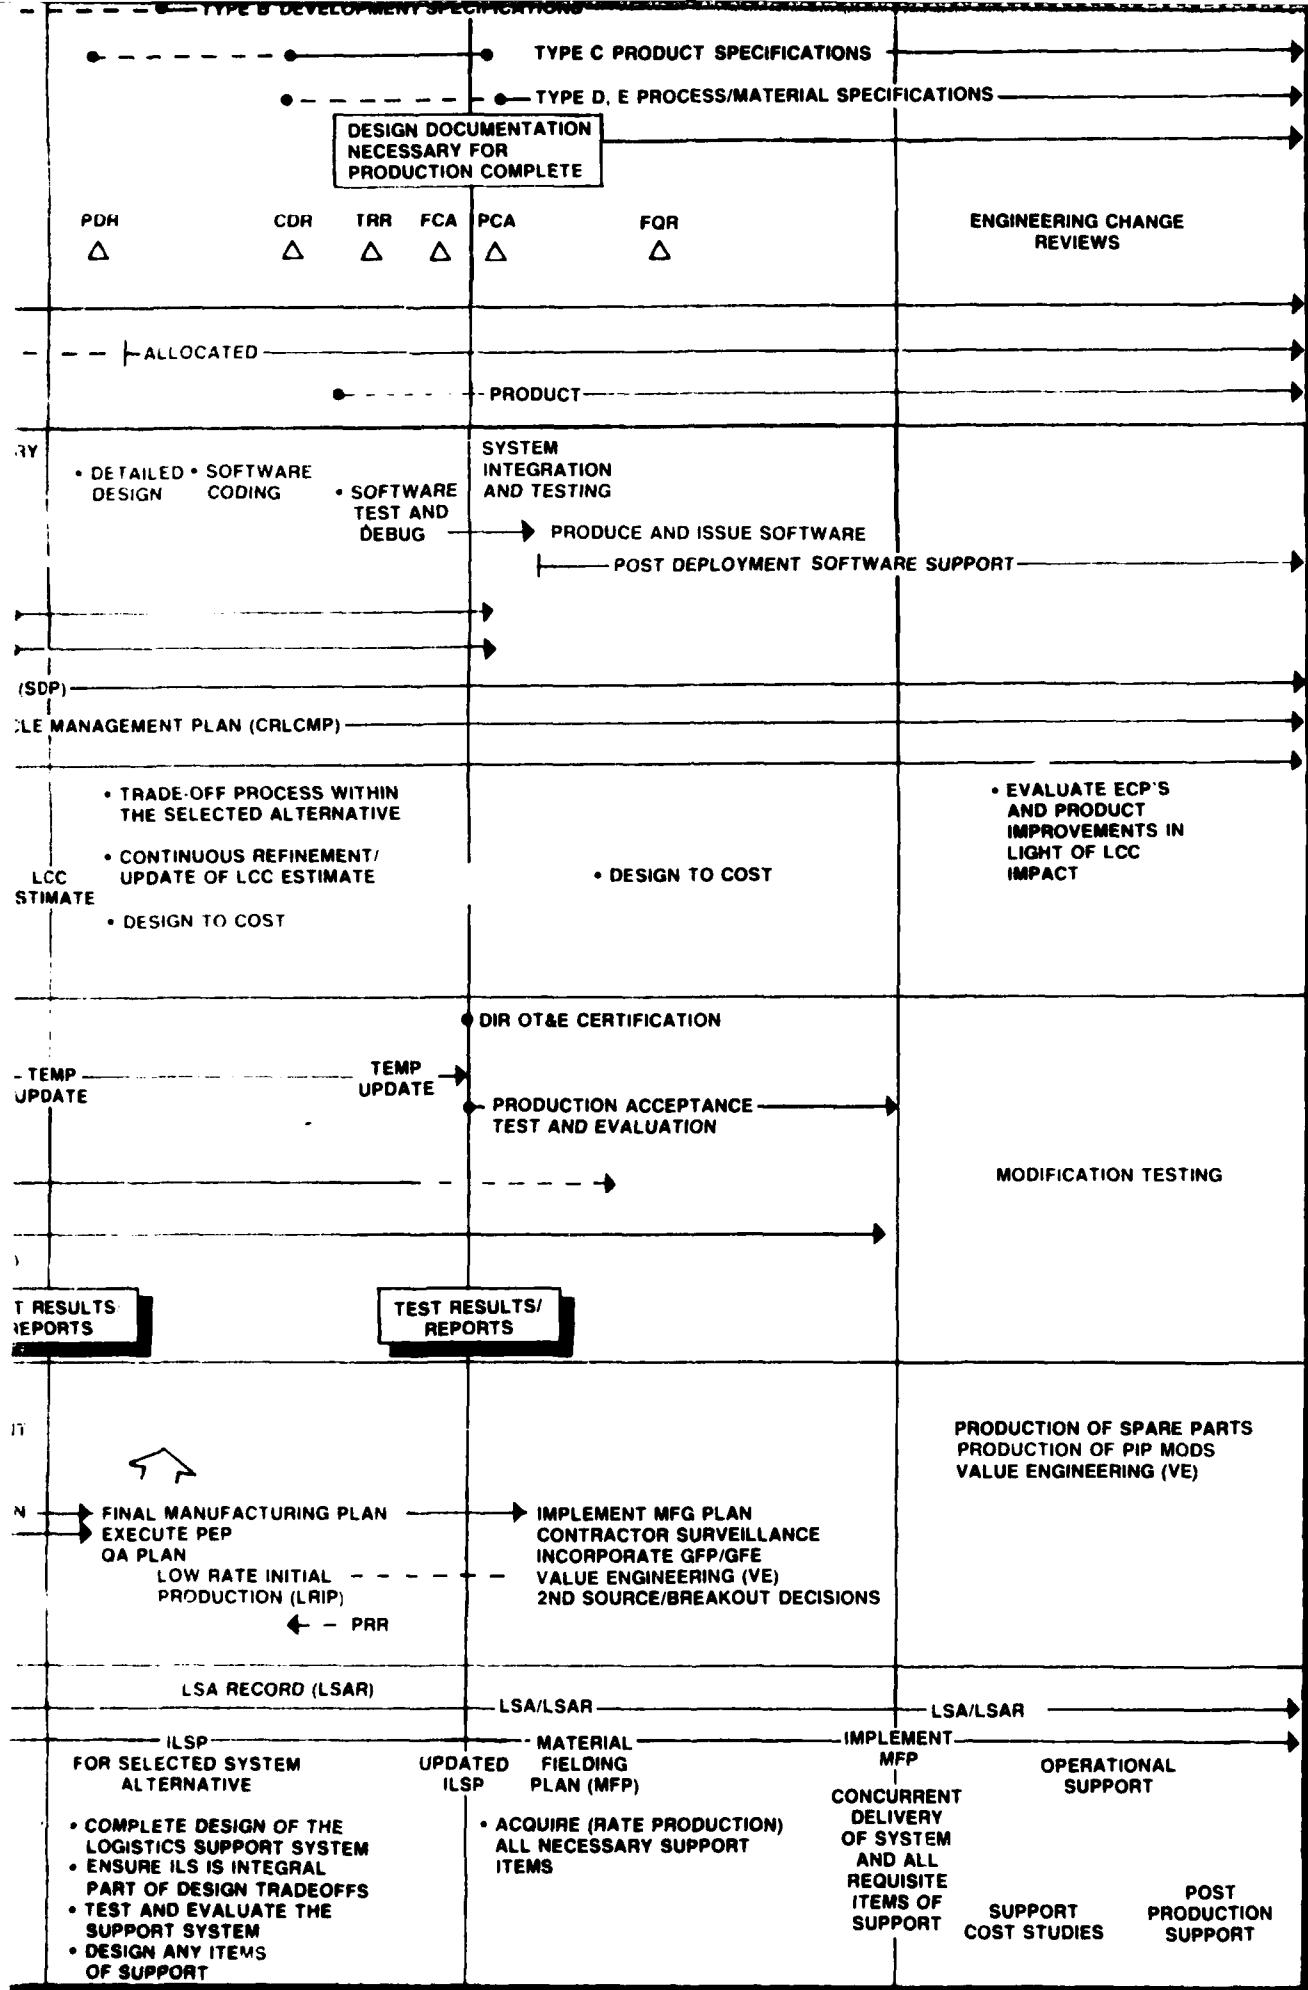 TYPE B DEVELOPMENT SPECIFICATIONS
TYPE C PRODUCT SPECIFICATIONS
TYPE D, E PROCESS/MATERIAL SPECIFICATIONS
DESIGN DOCUMENTATION
NECESSARY FOR
PRODUCTION COMPLETE
PDR CDR TRR FCA PCA FQR
ENGINEERING CHANGE
REVIEWS
ALLOCATED
PRODUCT
RY
• DETAILED
DESIGN
• SOFTWARE
CODING
• SOFTWARE
TEST AND
DEBUG
SYSTEM
INTEGRATION
AND TESTING
PRODUCE AND ISSUE SOFTWARE
POST DEPLOYMENT SOFTWARE SUPPORT
(SDP)
CLE MANAGEMENT PLAN (CRLCMP)
LCC
STIMATE
• TRADE-OFF PROCESS WITHIN
THE SELECTED ALTERNATIVE
• CONTINUOUS REFINEMENT/
UPDATE OF LCC ESTIMATE
• DESIGN TO COST
• DESIGN TO COST
• EVALUATE ECP'S
AND PRODUCT
IMPROVEMENTS IN
LIGHT OF LCC
IMPACT
DIR OT&E CERTIFICATION
TEMP
UPDATE
TEMP
UPDATE
PRODUCTION ACCEPTANCE
TEST AND EVALUATION
MODIFICATION TESTING
)
T RESULTS
REPORTS
TEST RESULTS/
REPORTS
PRODUCTION OF SPARE PARTS
PRODUCTION OF PIP MODS
VALUE ENGINEERING (VE)
N
FINAL MANUFACTURING PLAN
EXECUTE PEP
QA PLAN
LOW RATE INITIAL
PRODUCTION (LRIP)
PRR
IMPLEMENT MFG PLAN
CONTRACTOR SURVEILLANCE
INCORPORATE GFP/GFE
VALUE ENGINEERING (VE)
2ND SOURCE/BREAKOUT DECISIONS
LSA RECORD (LSAR)
LSA/LSAR
LSA/LSAR
ILSP
FOR SELECTED SYSTEM
ALTERNATIVE
UPDATED
ILSP
MATERIAL
FIELDING
PLAN (MFP)
IMPLEMENT
MFP
OPERATIONAL
SUPPORT
• COMPLETE DESIGN OF THE
LOGISTICS SUPPORT SYSTEM
• ENSURE ILS IS INTEGRAL
PART OF DESIGN TRADEOFFS
• TEST AND EVALUATE THE
SUPPORT SYSTEM
• DESIGN ANY ITEMS
OF SUPPORT
• ACQUIRE (RATE PRODUCTION)
ALL NECESSARY SUPPORT
ITEMS
CONCURRENT
DELIVERY
OF SYSTEM
AND ALL
REQUISITE
ITEMS OF
SUPPORT
SUPPORT
COST STUDIES
POST
PRODUCTION
SUPPORT